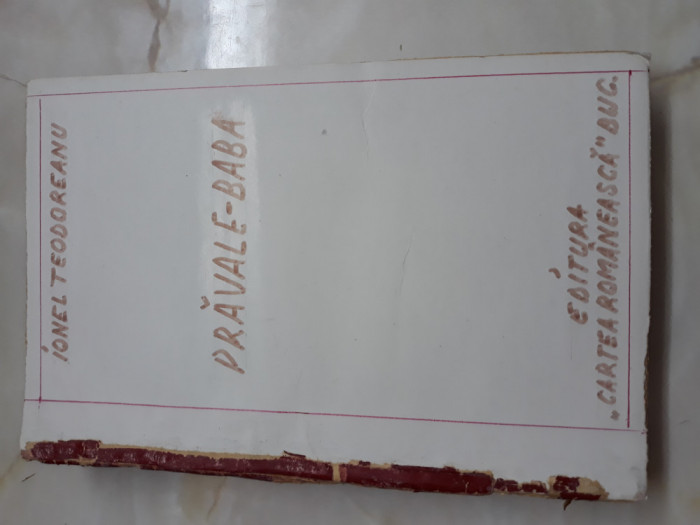 IONEL TEODOREANU
PRĂVALE-BABA
EDITURA
„CARTEA ROMÂNEASCĂ" BUC.